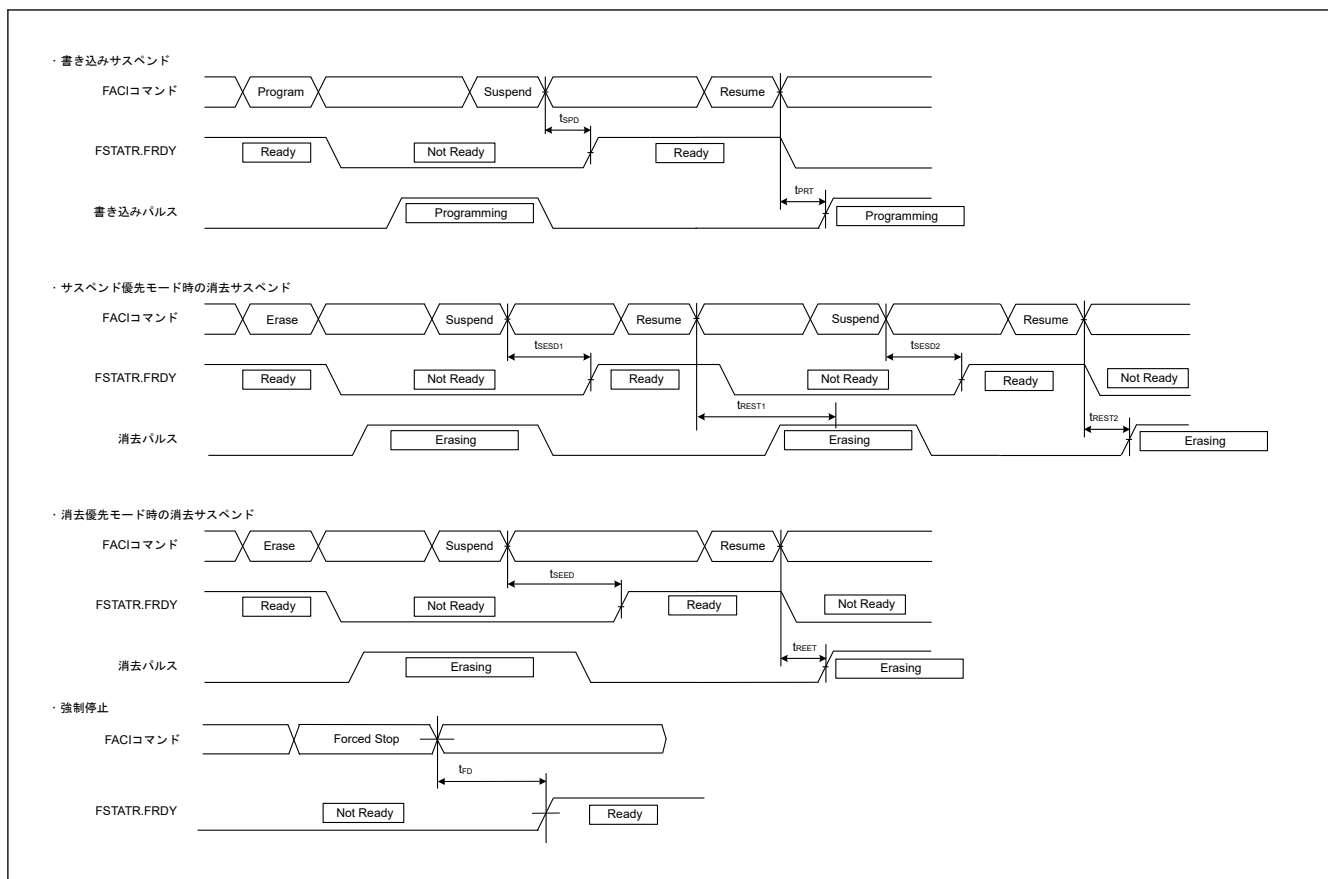 ・書き込みサスペンド
FACIコマンド Program Suspend Resume
tSPD
FSTATR.FRDY Ready Not Ready Ready
tPRT
書き込みパルス Programming Programming
・サスペンド優先モード時の消去サスペンド
FACIコマンド Erase Suspend Resume Suspend Resume
tSESD1 tSESD2
FSTATR.FRDY Ready Not Ready Ready Not Ready Ready Not Ready
tREST1 tREST2
消去パルス Erasing Erasing Erasing
・消去優先モード時の消去サスペンド
FACIコマンド Erase Suspend Resume
tSEED
FSTATR.FRDY Ready Not Ready Ready Not Ready
tREET
消去パルス Erasing Erasing
・強制停止
FACIコマンド Forced Stop
tFD
FSTATR.FRDY Not Ready Ready